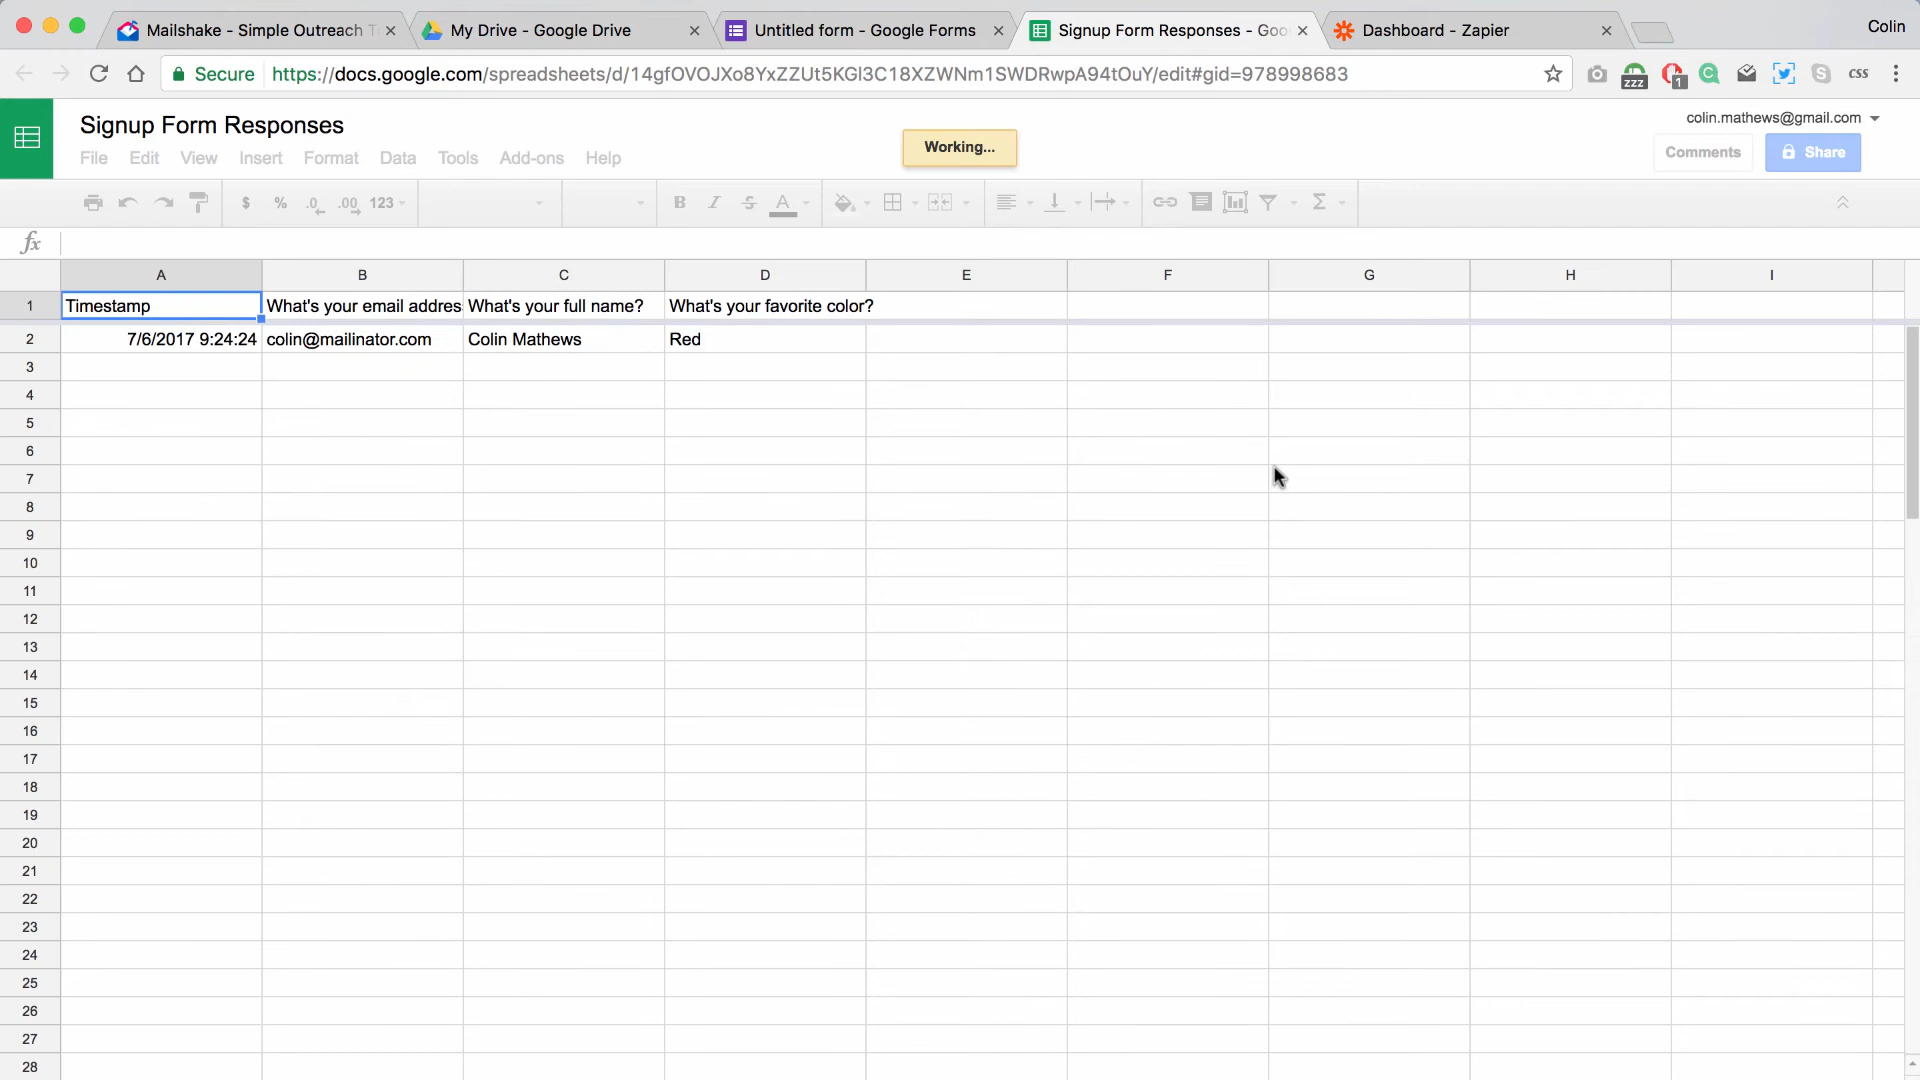 Mailshake - Simple Outreach T
My Drive - Google Drive
Untitled form - Google Forms
Signup Form Responses - Goo
Dashboard - Zapier
Colin
Secure
https://docs.google.com/spreadsheets/d/14gfOVOJXo8YxZZUt5KGl3C18XZWNm1SWDRwpA94tOuY/edit#gid=978998683
zzz
1
css
Signup Form Responses
colin.mathews@gmail.com
File Edit View Insert Format Data Tools Add-ons Help
Working...
Comments
Share
$ % .0 .00 123
B I S A
fx
A B C D E F G H I
1 Timestamp What's your email addres What's your full name? What's your favorite color?
2 7/6/2017 9:24:24 colin@mailinator.com Colin Mathews Red
3
4
5
6
7
8
9
10
11
12
13
14
15
16
17
18
19
20
21
22
23
24
25
26
27
28